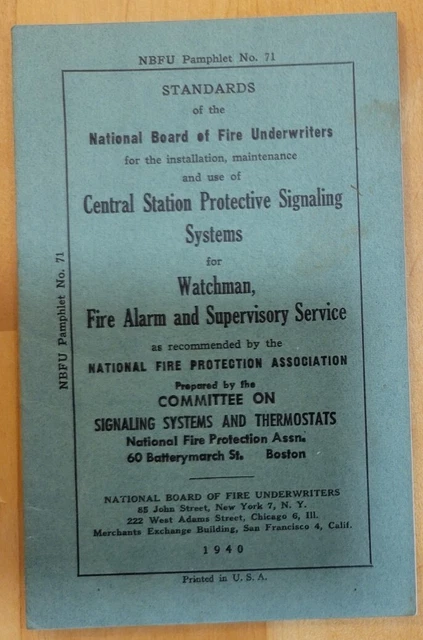 NBFU Pamphlet No. 71
STANDARDS
of the
National Board of Fire Underwriters
for the installation, maintenance
and use of
Central Station Protective Signaling
Systems
for
Watchman,
Fire Alarm and Supervisory Service
as recommended by the
NATIONAL FIRE PROTECTION ASSOCIATION
Prepared by the
COMMITTEE ON
SIGNALING SYSTEMS AND THERMOSTATS
National Fire Protection Assn.
60 Batterymarch St. Boston
NATIONAL BOARD OF FIRE UNDERWRITERS
85 John Street, New York 7, N. Y.
222 West Adams Street, Chicago 6, Ill.
Merchants Exchange Building, San Francisco 4, Calif.
1940
Printed in U. S. A.
NBFU Pamphlet No. 71